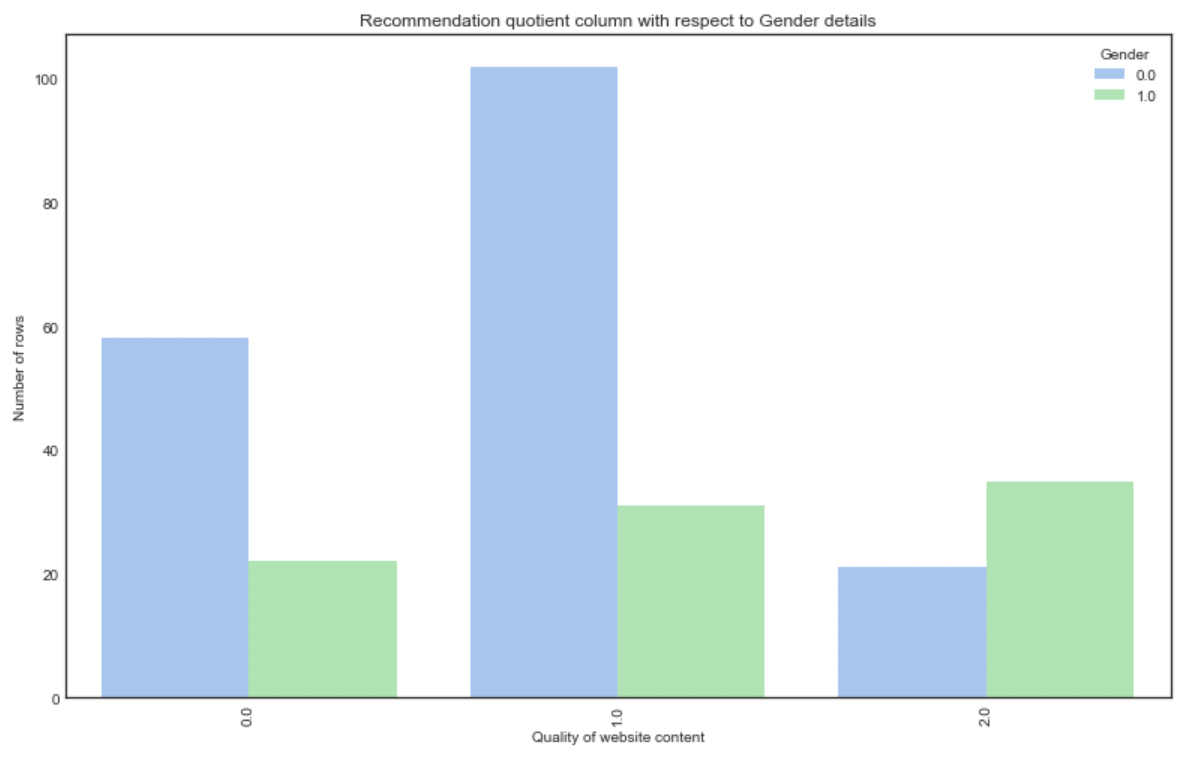 Recommendation quotient column with respect to Gender details
Gender
0.0
1.0
100
80
60
40
20
0
Number of rows
0.0
1.0
2.0
Quality of website content